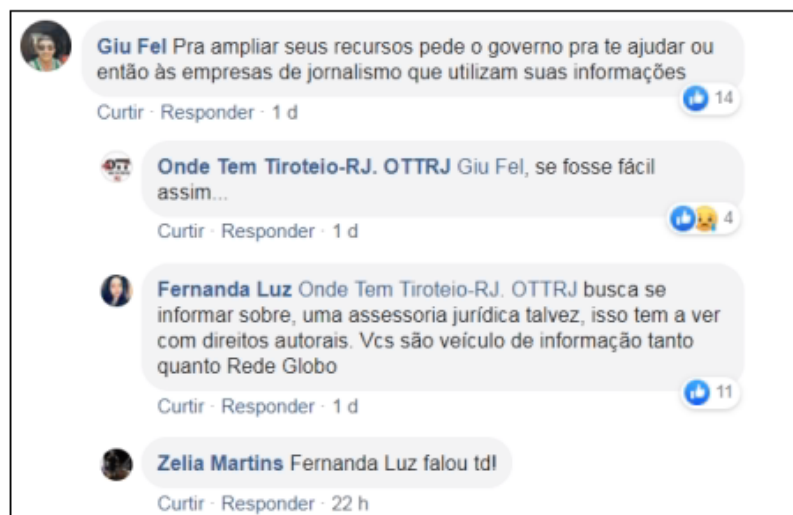 Giu Fel Pra ampliar seus recursos pede o governo pra te ajudar ou
então às empresas de jornalismo que utilizam suas informações
14
Curtir · Responder · 1 d
Onde Tem Tiroteio-RJ. OTTRJ Giu Fel, se fosse fácil
assim...
4
Curtir · Responder · 1 d
Fernanda Luz Onde Tem Tiroteio-RJ. OTTRJ busca se
informar sobre, uma assessoria jurídica talvez, isso tem a ver
com direitos autorais. Vcs são veículo de informação tanto
quanto Rede Globo
11
Curtir · Responder · 1 d
Zelia Martins Fernanda Luz falou td!
Curtir · Responder · 22 h